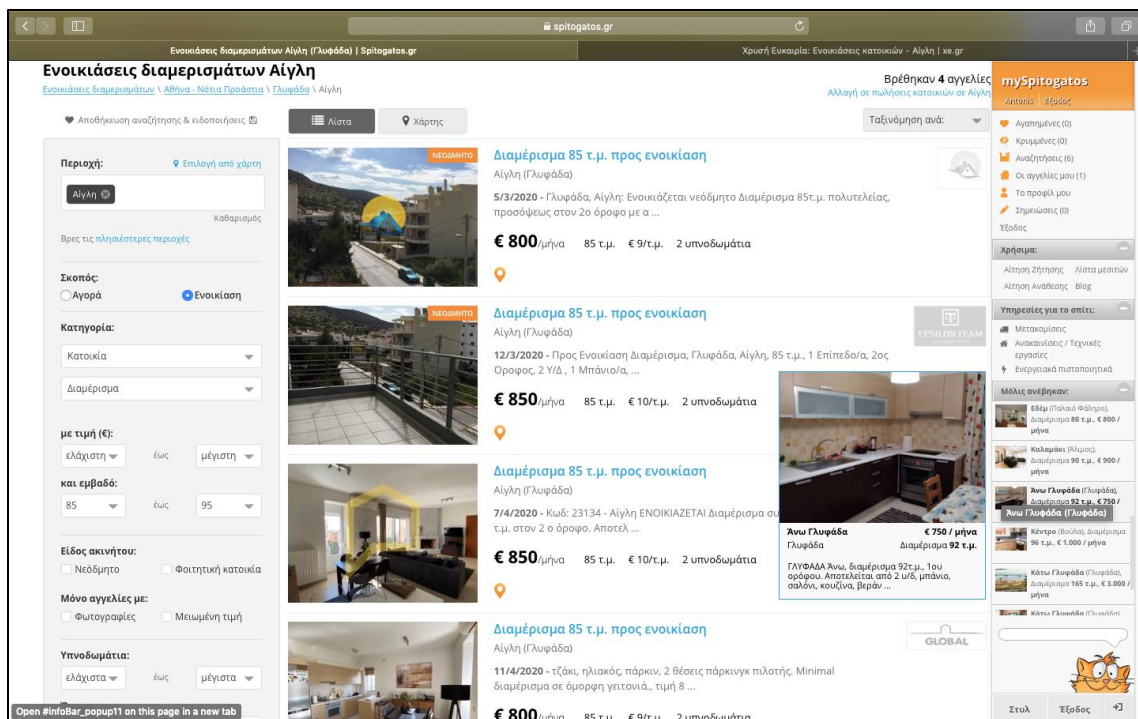 spitogatos.gr
Ενοικιάσεις διαμερισμάτων Αίγλη (Γλυφάδα) | Spitogatos.gr
Χρυσή Ευκαιρία: Ενοικιάσεις κατοικιών - Αίγλη | xe.gr
Ενοικιάσεις διαμερισμάτων Αίγλη
Ενοικιάσεις διαμερισμάτων \ Αθήνα - Νότια Προάστια \ Γλυφάδα \ Αίγλη
Βρέθηκαν 4 αγγελίες
Αλλαγή σε πωλήσεις κατοικιών σε Αίγλη
Αποθήκευση αναζήτησης & ειδοποιήσεις
Λίστα
Χάρτης
Ταξινόμηση ανά:
Περιοχή:
Επιλογή από χάρτη
Αίγλη
Καθαρισμός
Βρες τις πλησιέστερες περιοχές
Σκοπός:
Αγορά
Ενοικίαση
Κατηγορία:
Κατοικία
Διαμέρισμα
με τιμή (€):
ελάχιστη
έως
μέγιστη
και εμβαδό:
85
έως
95
Είδος ακινήτου:
Νεόδμητο
Φοιτητική κατοικία
Μόνο αγγελίες με:
Φωτογραφίες
Μειωμένη τιμή
Υπνοδωμάτια:
ελάχιστα
έως
μέγιστα
Open #infoBar_popup11 on this page in a new tab
ΝΕΟΔΜΗΤΟ
Διαμέρισμα 85 τ.μ. προς ενοικίαση
Αίγλη (Γλυφάδα)
5/3/2020 - Γλυφάδα, Αίγλη: Ενοικιάζεται νεόδμητο Διαμέρισμα 85τ.μ. πολυτελείας,
προσόψεως στον 2ο όροφο με α ...
€ 800/μήνα 85 τ.μ. € 9/τ.μ. 2 υπνοδωμάτια
ΝΕΟΔΜΗΤΟ
Διαμέρισμα 85 τ.μ. προς ενοικίαση
Αίγλη (Γλυφάδα)
EPSILON TEAM
12/3/2020 - Προς Ενοικίαση Διαμέρισμα, Γλυφάδα, Αίγλη, 85 τ.μ., 1 Επίπεδο/α, 2ος
Όροφος, 2 Υ/Δ , 1 Μπάνιο/α, ...
€ 850/μήνα 85 τ.μ. € 10/τ.μ. 2 υπνοδωμάτια
Διαμέρισμα 85 τ.μ. προς ενοικίαση
Αίγλη (Γλυφάδα)
7/4/2020 - Κωδ: 23134 - Αίγλη ΕΝΟΙΚΙΑΖΕΤΑΙ Διαμέρισμα συ
τ.μ. στον 2 ο όροφο. Αποτελ ...
€ 850/μήνα 85 τ.μ. € 10/τ.μ. 2 υπνοδωμάτια
Άνω Γλυφάδα € 750 / μήνα
Γλυφάδα Διαμέρισμα 92 τ.μ.
ΓΛΥΦΑΔΑ Άνω, διαμέρισμα 92τ.μ., 1ου
ορόφου. Αποτελείται από 2 υ/δ, μπάνιο,
σαλόνι, κουζίνα, βεράν ...
Διαμέρισμα 85 τ.μ. προς ενοικίαση
Αίγλη (Γλυφάδα)
GLOBAL
11/4/2020 - τζάκι, ηλιακός, πάρκιν, 2 θέσεις πάρκινγκ πιλοτής. Minimal
διαμέρισμα σε όμορφη γειτονιά., τιμή 8 ...
€ 800/μήνα 85 τ.μ. € 9/τ.μ. 2 υπνοδωμάτια
mySpitogatos
Antonis | Έξοδος
Αγαπημένες (0)
Κρυμμένες (0)
Αναζητήσεις (6)
Οι αγγελίες μου (1)
Το προφίλ μου
Σημειώσεις (0)
Έξοδος
Χρήσιμα:
Αίτηση Ζήτησης Λίστα μεσιτών
Αίτηση Ανάθεσης Blog
Υπηρεσίες για το σπίτι:
Μετακομίσεις
Ανακαινίσεις / Τεχνικές
εργασίες
Ενεργειακά πιστοποιητικά
Μόλις ανέβηκαν:
Εδέμ (Παλαιό Φάληρο),
Διαμέρισμα 80 τ.μ., € 800 /
μήνα
Καλαμάκι (Άλιμος),
Διαμέρισμα 90 τ.μ., € 900 /
μήνα
Άνω Γλυφάδα (Γλυφάδα),
Διαμέρισμα 92 τ.μ., € 750 /
Άνω Γλυφάδα (Γλυφάδα)
Κέντρο (Βούλα), Διαμέρισμα
96 τ.μ., € 1.000 / μήνα
Κάτω Γλυφάδα (Γλυφάδα),
Διαμέρισμα 165 τ.μ., € 3.000 /
μήνα
Κάτω Γλυφάδα (Γλυφάδα),
Στυλ
Έξοδος